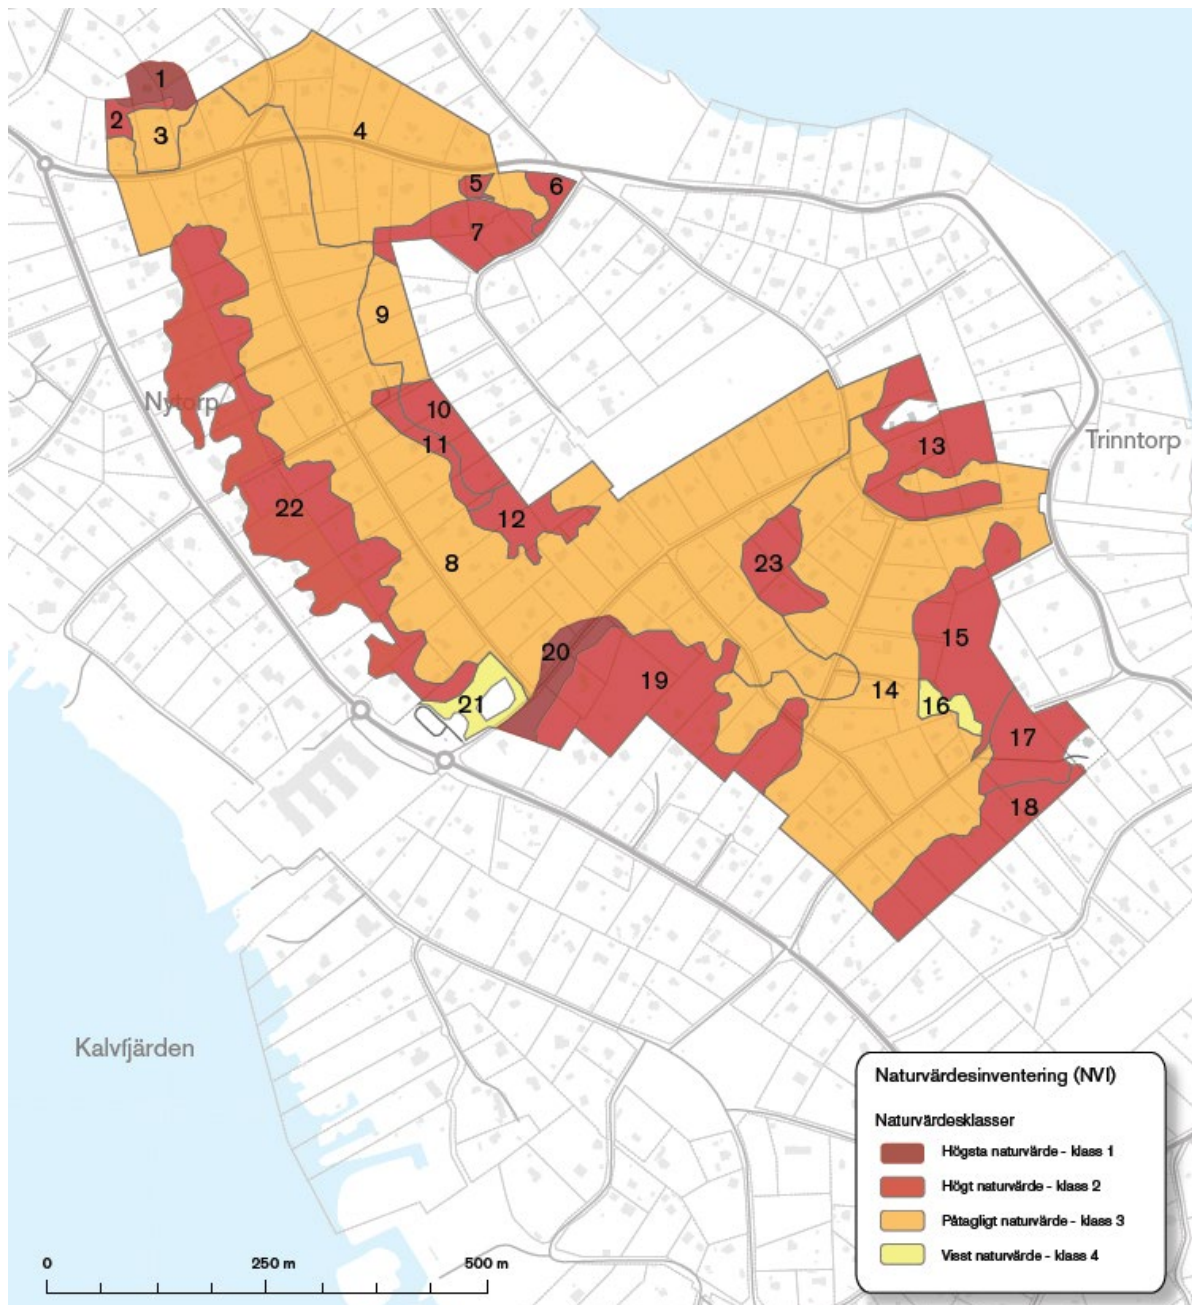 1
2
3
4
5
6
7
9
Nytorp
10
11
13
Trinntorp
22
12
8
23
15
20
19
14
21
16
17
18
Kalvfjärden
Naturvärdesinventering (NVI)
Naturvärdesklasser
Högsta naturvärde - klass 1
Högt naturvärde - klass 2
Påtagligt naturvärde - klass 3
Visst naturvärde - klass 4
0 250 m 500 m